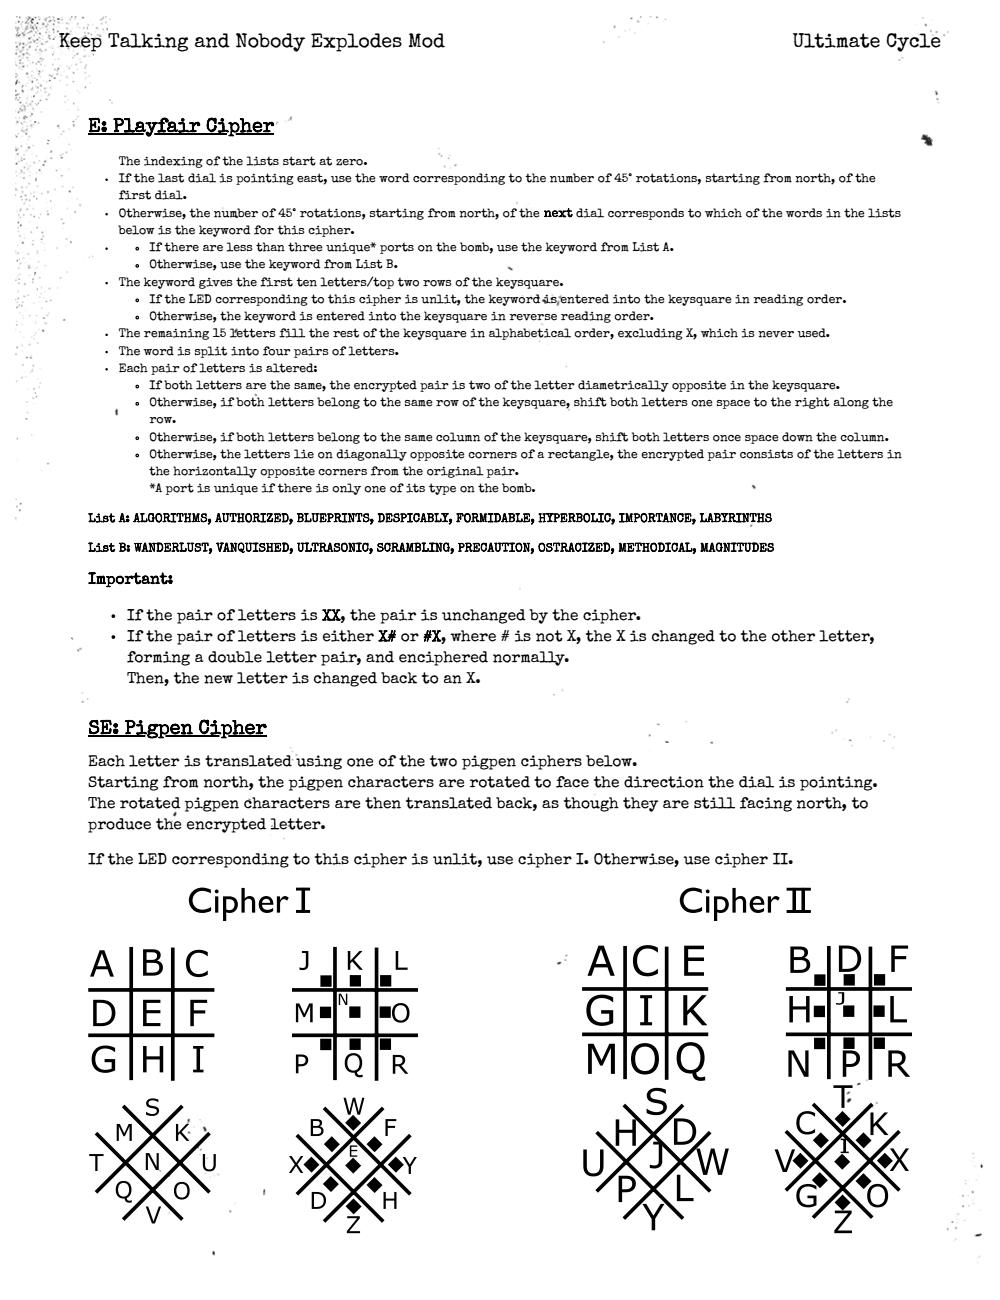 Keep Talking and Nobody Explodes Mod Ultimate Cycle
E: Playfair Cipher
The indexing of the lists start at zero.
· If the last dial is pointing east, use the word corresponding to the number of 45° rotations, starting from north, of the
first dial.
· Otherwise, the number of 45° rotations, starting from north, of the next dial corresponds to which of the words in the lists
below is the keyword for this cipher.
· ∘ If there are less than three unique* ports on the bomb, use the keyword from List A.
∘ Otherwise, use the keyword from List B.
· The keyword gives the first ten letters/top two rows of the keysquare.
∘ If the LED corresponding to this cipher is unlit, the keyword is entered into the keysquare in reading order.
∘ Otherwise, the keyword is entered into the keysquare in reverse reading order.
· The remaining 15 letters fill the rest of the keysquare in alphabetical order, excluding X, which is never used.
· The word is split into four pairs of letters.
· Each pair of letters is altered:
∘ If both letters are the same, the encrypted pair is two of the letter diametrically opposite in the keysquare.
∘ Otherwise, if both letters belong to the same row of the keysquare, shift both letters one space to the right along the
row.
∘ Otherwise, if both letters belong to the same column of the keysquare, shift both letters once space down the column.
∘ Otherwise, the letters lie on diagonally opposite corners of a rectangle, the encrypted pair consists of the letters in
the horizontally opposite corners from the original pair.
*A port is unique if there is only one of its type on the bomb.
List A: ALGORITHMS, AUTHORIZED, BLUEPRINTS, DESPICABLY, FORMIDABLE, HYPERBOLIC, IMPORTANCE, LABYRINTHS
List B: WANDERLUST, VANQUISHED, ULTRASONIC, SCRAMBLING, PRECAUTION, OSTRACIZED, METHODICAL, MAGNITUDES
Important:
· If the pair of letters is XX, the pair is unchanged by the cipher.
· If the pair of letters is either X# or #X, where # is not X, the X is changed to the other letter,
forming a double letter pair, and enciphered normally.
Then, the new letter is changed back to an X.
SE: Pigpen Cipher
Each letter is translated using one of the two pigpen ciphers below.
Starting from north, the pigpen characters are rotated to face the direction the dial is pointing.
The rotated pigpen characters are then translated back, as though they are still facing north, to
produce the encrypted letter.
If the LED corresponding to this cipher is unlit, use cipher I. Otherwise, use cipher II.
Cipher I
A B C
D E F
G H I
J K L
M N O
P Q R
S
M K
T N U
Q O
V
W
B F
X E Y
D H
Z
Cipher II
A C E
G I K
M O Q
B D F
H J L
N P R
S
H D
U J W
P L
Y
T
C K
V I X
G O
Z